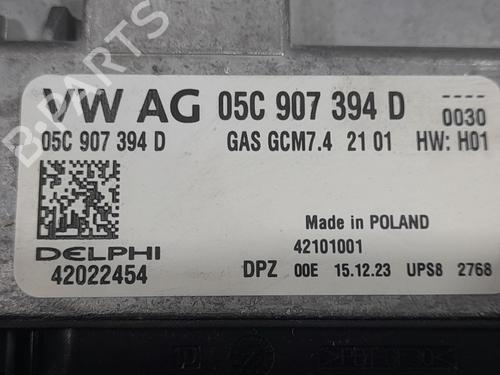 VW AG 05C 907 394 D ---- 0030
05C 907 394 D GAS GCM7.4 21 01 HW: H01
Made in POLAND
DELPHI 42101001
42022454 DPZ 00E 15.12.23 UPS8 2768
B-PARTS